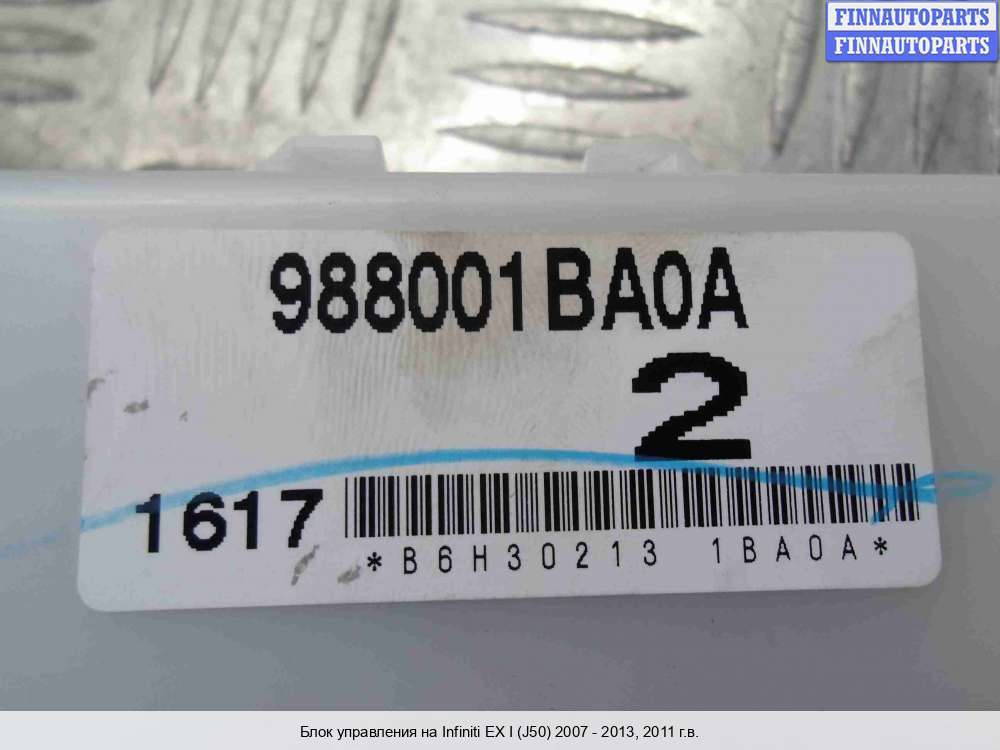 FINNAUTOPARTS
FINNAUTOPARTS
988001BA0A
2
1617
*B6H30213 1BA0A*
Блок управления на Infiniti EX I (J50) 2007 - 2013, 2011 г.в.